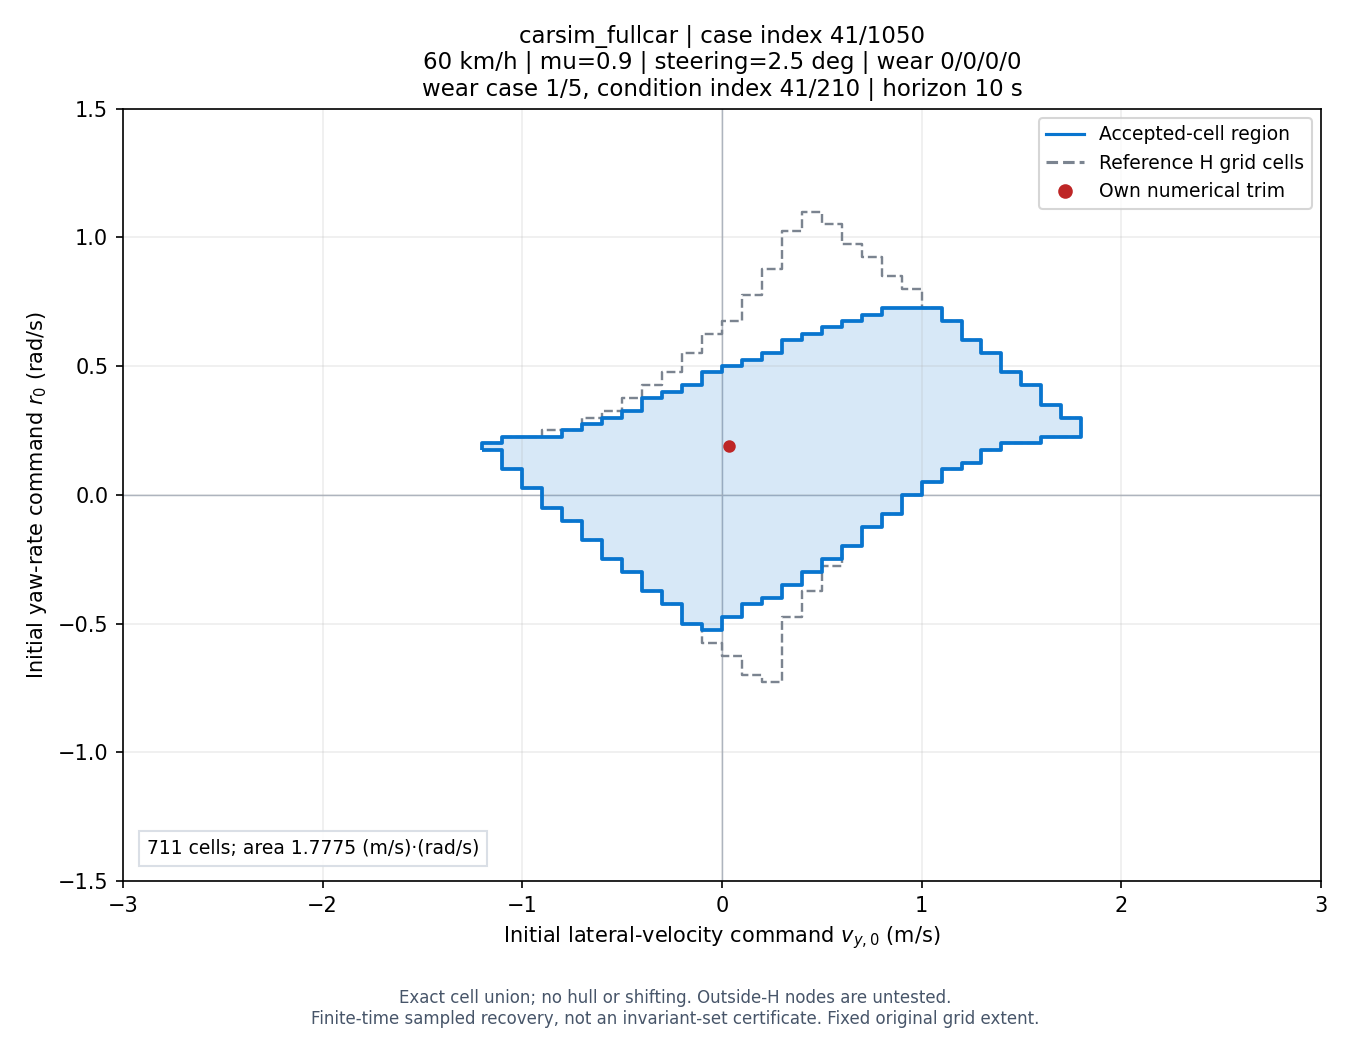 carsim_fullcar | case index 41/1050
60 km/h | mu=0.9 | steering=2.5 deg | wear 0/0/0/0
wear case 1/5, condition index 41/210 | horizon 10 s
Accepted-cell region
Reference H grid cells
Own numerical trim
1.5
1.0
0.5
0.0
−0.5
−1.0
−1.5
Initial yaw-rate command r₀ (rad/s)
711 cells; area 1.7775 (m/s)·(rad/s)
−3
−2
−1
0
1
2
3
Initial lateral-velocity command v_{y,0} (m/s)
Exact cell union; no hull or shifting. Outside-H nodes are untested.
Finite-time sampled recovery, not an invariant-set certificate. Fixed original grid extent.